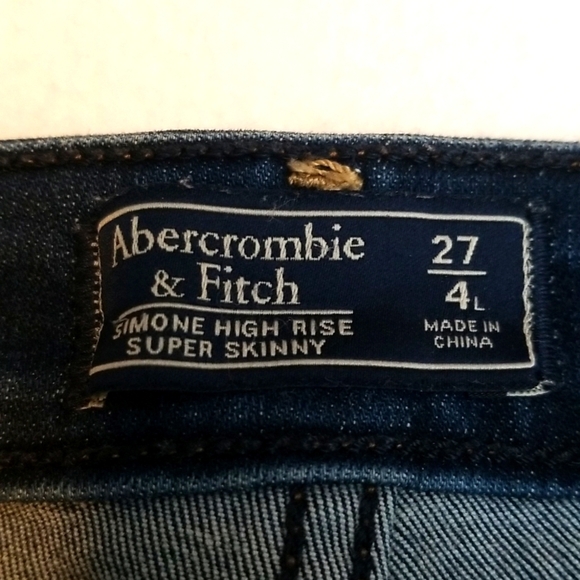 Abercrombie
& Fitch
SIMONE HIGH RISE
SUPER SKINNY
27
4L
MADE IN
CHINA